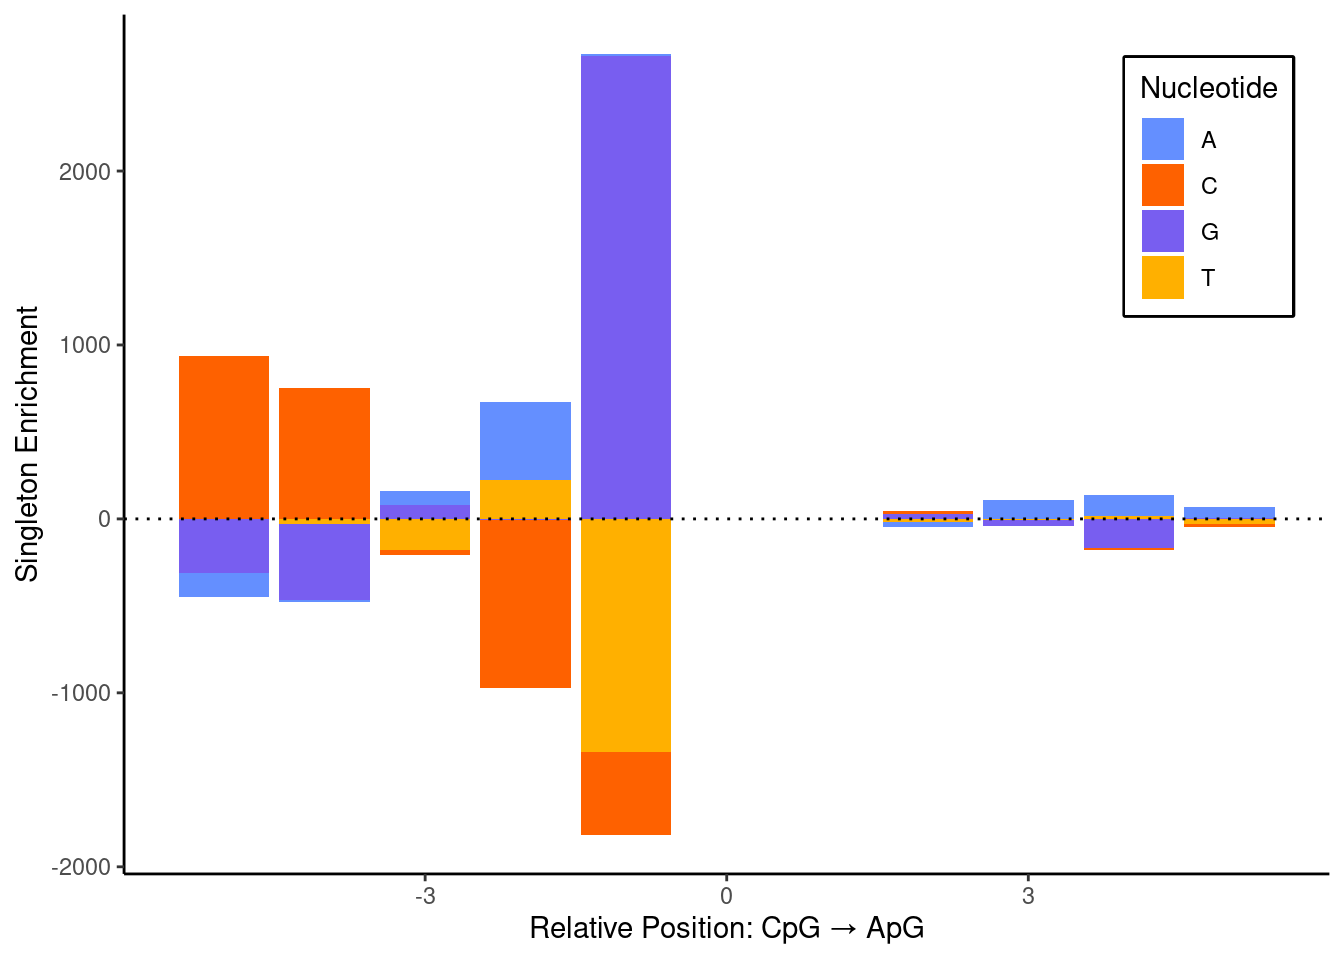 Singleton Enrichment
2000
1000
0
-1000
-2000
-3
0
3
Relative Position: CpG → ApG
Nucleotide
A
C
G
T